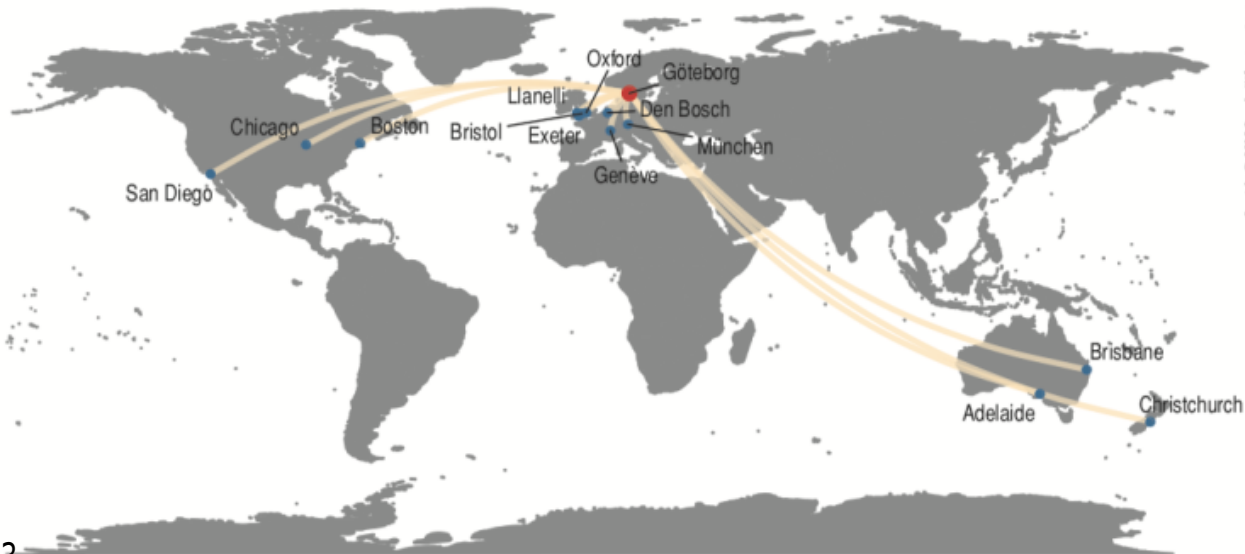 Oxford
Göteborg
Llanelli
Den Bosch
Chicago
Boston
Bristol
Exeter
München
Genève
San Diego
Brisbane
Christchurch
Adelaide